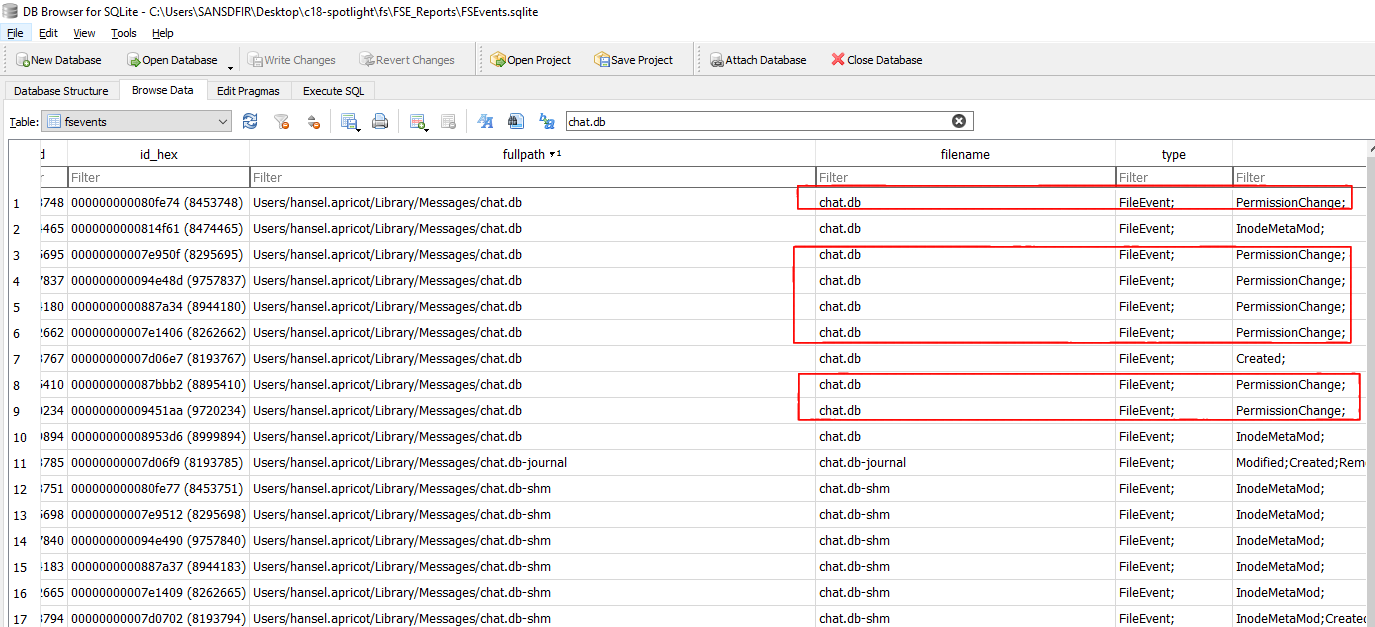 DB Browser for SQLite - C:\Users\SANSDFIR\Desktop\c18-spotlight\fs\FSE_Reports\FSEvents.sqlite
File Edit View Tools Help
New Database Open Database Write Changes Revert Changes Open Project Save Project Attach Database Close Database
Database Structure Browse Data Edit Pragmas Execute SQL
Table: fsevents chat.db
id_hex fullpath 1 filename type
Filter Filter Filter Filter Filter
1 3748 000000000080fe74 (8453748) Users/hansel.apricot/Library/Messages/chat.db chat.db FileEvent; PermissionChange;
2 4465 0000000000814f61 (8474465) Users/hansel.apricot/Library/Messages/chat.db chat.db FileEvent; InodeMetaMod;
3 5695 00000000007e950f (8295695) Users/hansel.apricot/Library/Messages/chat.db chat.db FileEvent; PermissionChange;
4 7837 000000000094e48d (9757837) Users/hansel.apricot/Library/Messages/chat.db chat.db FileEvent; PermissionChange;
5 4180 0000000000887a34 (8944180) Users/hansel.apricot/Library/Messages/chat.db chat.db FileEvent; PermissionChange;
6 2662 00000000007e1406 (8262662) Users/hansel.apricot/Library/Messages/chat.db chat.db FileEvent; PermissionChange;
7 3767 00000000007d06e7 (8193767) Users/hansel.apricot/Library/Messages/chat.db chat.db FileEvent; Created;
8 5410 000000000087bbb2 (8895410) Users/hansel.apricot/Library/Messages/chat.db chat.db FileEvent; PermissionChange;
9 0234 00000000009451aa (9720234) Users/hansel.apricot/Library/Messages/chat.db chat.db FileEvent; PermissionChange;
10 9894 00000000008953d6 (8999894) Users/hansel.apricot/Library/Messages/chat.db chat.db FileEvent; InodeMetaMod;
11 3785 00000000007d06f9 (8193785) Users/hansel.apricot/Library/Messages/chat.db-journal chat.db-journal FileEvent; Modified;Created;Rem
12 3751 000000000080fe77 (8453751) Users/hansel.apricot/Library/Messages/chat.db-shm chat.db-shm FileEvent; InodeMetaMod;
13 5698 00000000007e9512 (8295698) Users/hansel.apricot/Library/Messages/chat.db-shm chat.db-shm FileEvent; InodeMetaMod;
14 7840 000000000094e490 (9757840) Users/hansel.apricot/Library/Messages/chat.db-shm chat.db-shm FileEvent; InodeMetaMod;
15 4183 0000000000887a37 (8944183) Users/hansel.apricot/Library/Messages/chat.db-shm chat.db-shm FileEvent; InodeMetaMod;
16 2665 00000000007e1409 (8262665) Users/hansel.apricot/Library/Messages/chat.db-shm chat.db-shm FileEvent; InodeMetaMod;
17 3794 00000000007d0702 (8193794) Users/hansel.apricot/Library/Messages/chat.db-shm chat.db-shm FileEvent; InodeMetaMod;Created